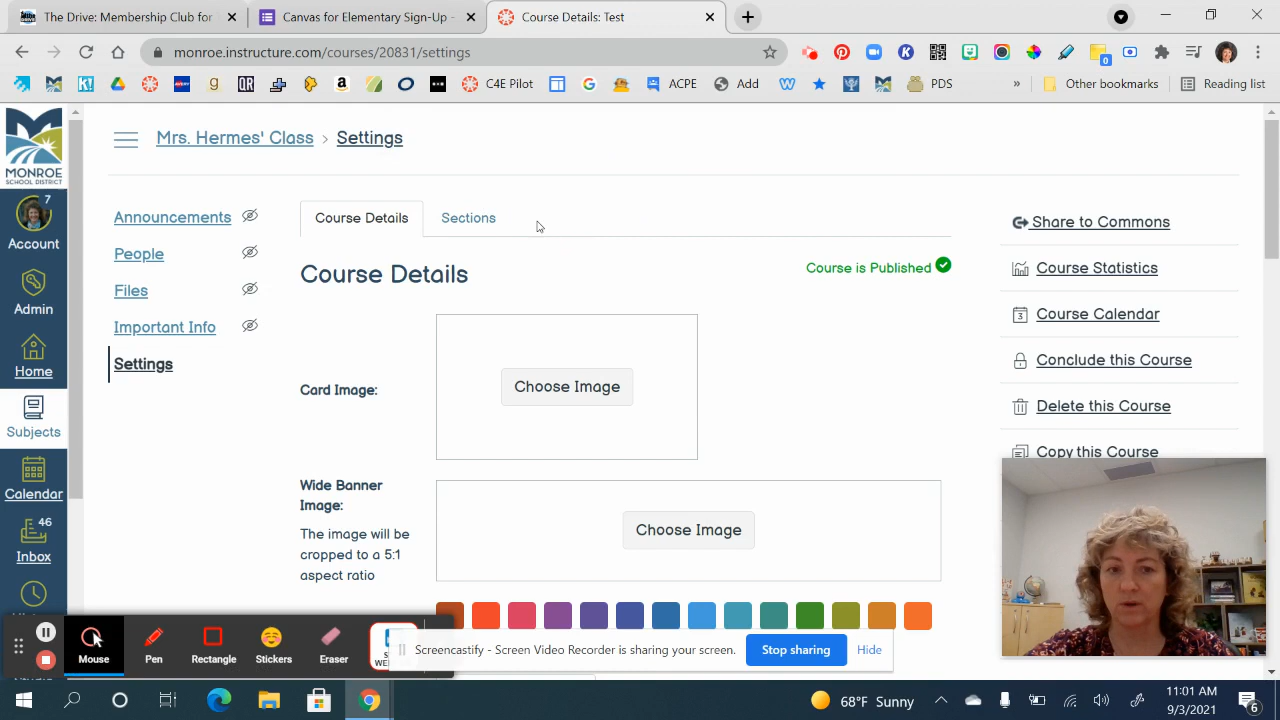 The Drive: Membership Club for
Canvas for Elementary Sign-Up -
Course Details: Test
monroe.instructure.com/courses/20831/settings
C4E Pilot
ACPE
Add
PDS
»
Other bookmarks
Reading list
MONROE
SCHOOL DISTRICT
Mrs. Hermes' Class > Settings
7
Account
Admin
Home
Subjects
Calendar
46
Inbox
Announcements
People
Files
Important Info
Settings
Course Details
Sections
Course Details
Course is Published
Card Image:
Choose Image
Wide Banner
Image:
The image will be
cropped to a 5:1
aspect ratio
Choose Image
Share to Commons
Course Statistics
3
Course Calendar
Conclude this Course
Delete this Course
Copy this Course
Mouse
Pen
Rectangle
Stickers
Eraser
Screencastify - Screen Video Recorder is sharing your screen.
Stop sharing
Hide
68°F Sunny
11:01 AM
9/3/2021
6